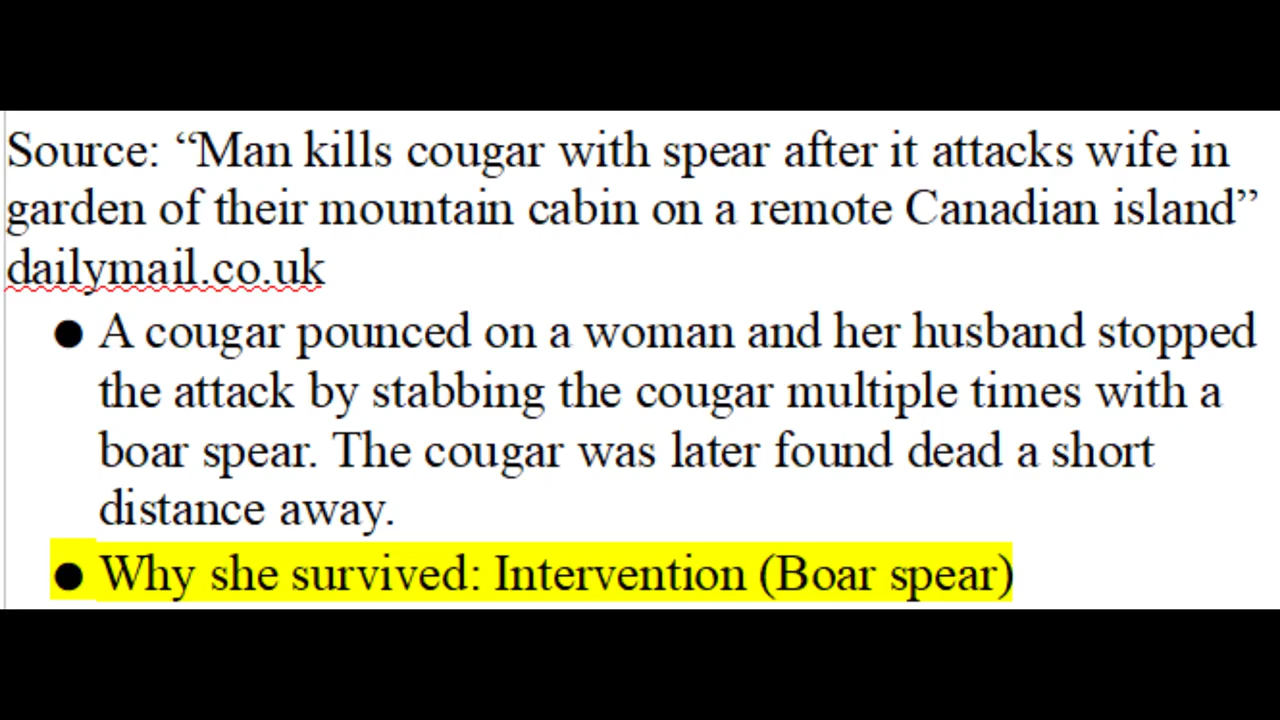 Source: “Man kills cougar with spear after it attacks wife in
garden of their mountain cabin on a remote Canadian island”
dailymail.co.uk
● A cougar pounced on a woman and her husband stopped
the attack by stabbing the cougar multiple times with a
boar spear. The cougar was later found dead a short
distance away.
● Why she survived: Intervention (Boar spear)